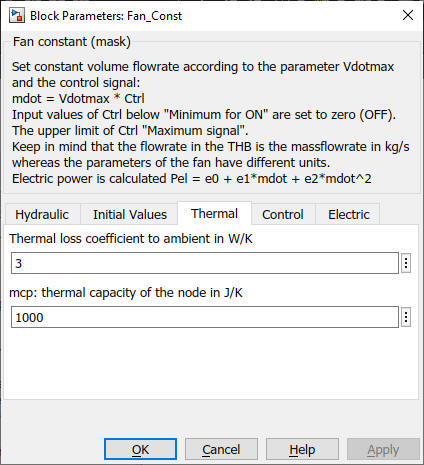 Block Parameters: Fan_Const
Fan constant (mask)
Set constant volume flowrate according to the parameter Vdotmax
and the control signal:
mdot = Vdotmax * Ctrl
Input values of Ctrl below "Minimum for ON" are set to zero (OFF).
The upper limit of Ctrl "Maximum signal".
Keep in mind that the flowrate in the THB is the massflowrate in kg/s
whereas the parameters of the fan have different units.
Electric power is calculated Pel = e0 + e1*mdot + e2*mdot^2
Hydraulic Initial Values Thermal Control Electric
Thermal loss coefficient to ambient in W/K
3
mcp: thermal capacity of the node in J/K
1000
OK Cancel Help Apply